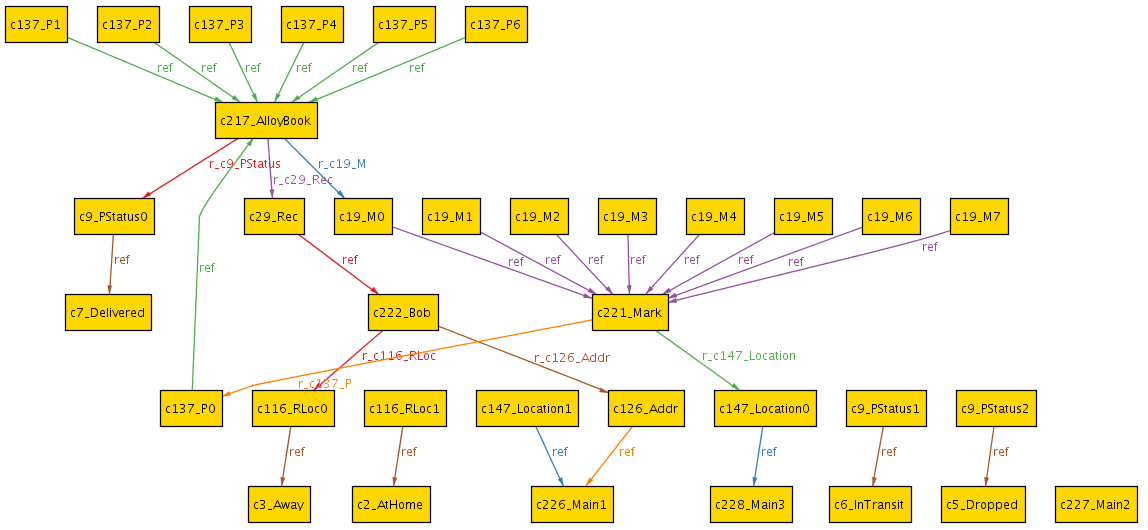 c137_P1
c137_P2
c137_P3
c137_P4
c137_P5
c137_P6
ref
ref
ref
ref
ref
ref
c217_AlloyBook
r_c9_PStatus
r_c29_Rec
r_c19_M
c9_PStatus0
c29_Rec
c19_M0
c19_M1
c19_M2
c19_M3
c19_M4
c19_M5
c19_M6
c19_M7
ref
ref
ref
ref
ref
ref
ref
ref
ref
ref
ref
c7_Delivered
c222_Bob
c221_Mark
r_c116_RLoc
r_c126_Addr
r_c147_Location
r_c137_P
c137_P0
c116_RLoc0
c116_RLoc1
c147_Location1
c126_Addr
c147_Location0
c9_PStatus1
c9_PStatus2
ref
ref
ref
ref
ref
ref
ref
c3_Away
c2_AtHome
c226_Main1
c228_Main3
c6_InTransit
c5_Dropped
c227_Main2